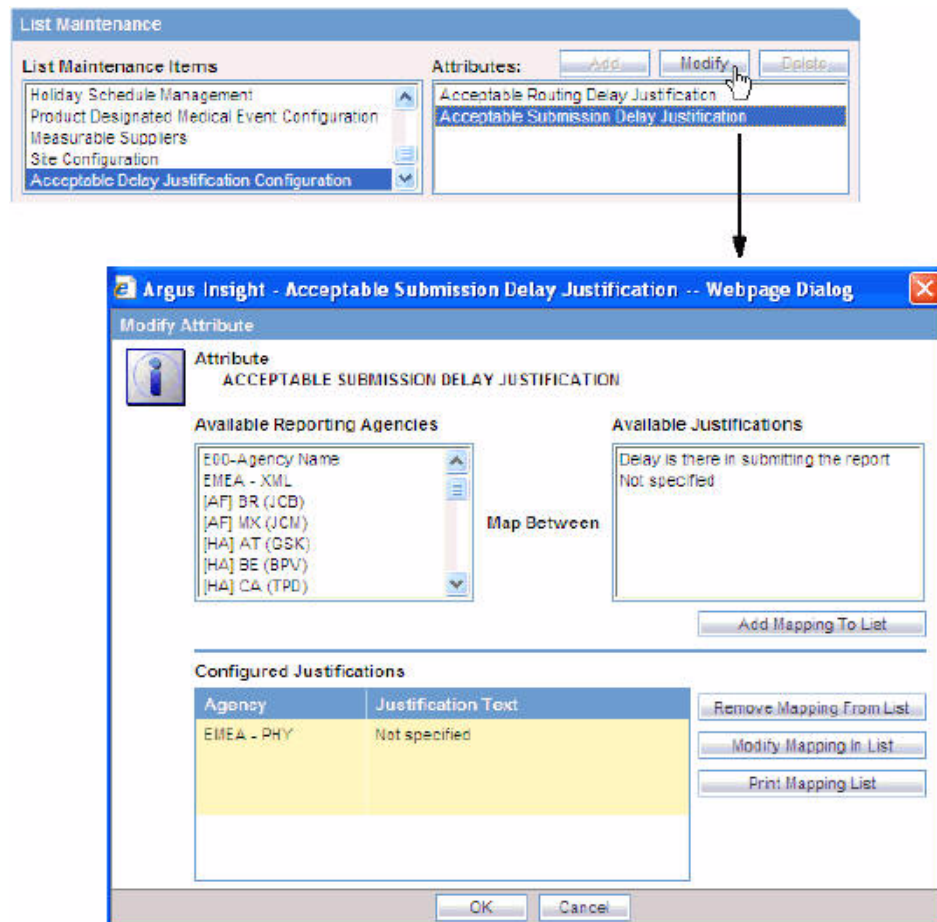 List Maintenance
List Maintenance Items
Attributes:
Add
Modify
Delete
Holiday Schedule Management
Product Designated Medical Event Configuration
Measurable Suppliers
Site Configuration
Acceptable Delay Justification Configuration
Acceptable Routing Delay Justification
Acceptable Submission Delay Justification
Argus Insight - Acceptable Submission Delay Justification -- Webpage Dialog
Modify Attribute
Attribute
ACCEPTABLE SUBMISSION DELAY JUSTIFICATION
Available Reporting Agencies
Available Justifications
E00-Agency Name
EMEA - XML
[AF] BR (JCB)
[AF] MX (JCM)
[HA] AT (GSK)
[HA] BE (BPV)
[HA] CA (TPD)
Map Between
Delay is there in submitting the report
Not specified
Add Mapping To List
Configured Justifications
Agency
Justification Text
EMEA - PHY
Not specified
Remove Mapping From List
Modify Mapping In List
Print Mapping List
OK
Cancel